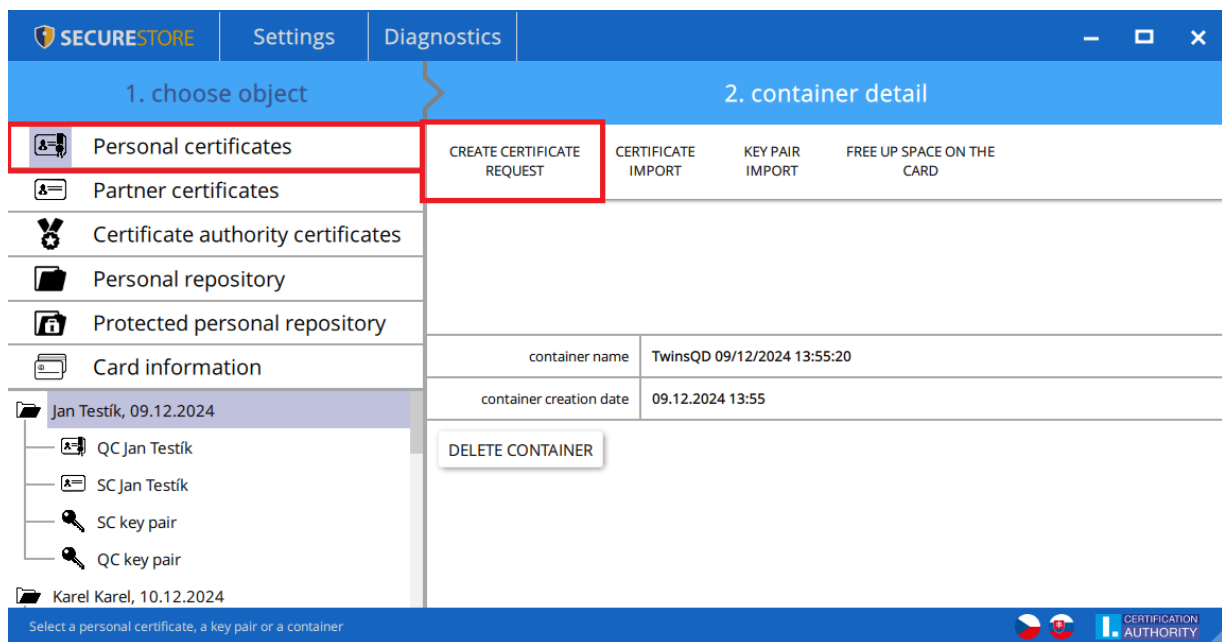 SECURESTORE Settings Diagnostics
1. choose object
2. container detail
Personal certificates
Partner certificates
Certificate authority certificates
Personal repository
Protected personal repository
Card information
Jan Testík, 09.12.2024
QC Jan Testík
SC Jan Testík
SC key pair
QC key pair
Karel Karel, 10.12.2024
CREATE CERTIFICATE
REQUEST
CERTIFICATE
IMPORT
KEY PAIR
IMPORT
FREE UP SPACE ON THE
CARD
container name TwinsQD 09/12/2024 13:55:20
container creation date 09.12.2024 13:55
DELETE CONTAINER
Select a personal certificate, a key pair or a container
I. CERTIFICATION
AUTHORITY